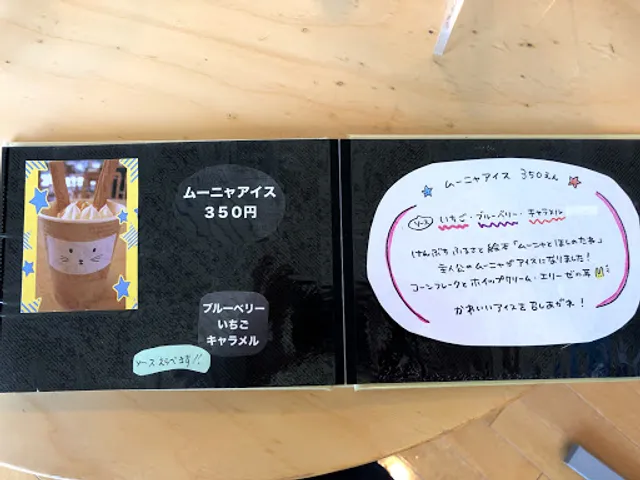 ムーニャアイス
350円
ブルーベリー
いちご
キャラメル
ソースえらべます!!
ムーニャアイス 350えん
ソース いちご・ブルーベリー・キャラメル
けんぶちふるさと絵本「ムーニャとほしのたね」
主人公のムーニャがアイスになりました!
コーンフレークとホイップクリーム・エリーゼの耳
かわいいアイスを召しあがれ!